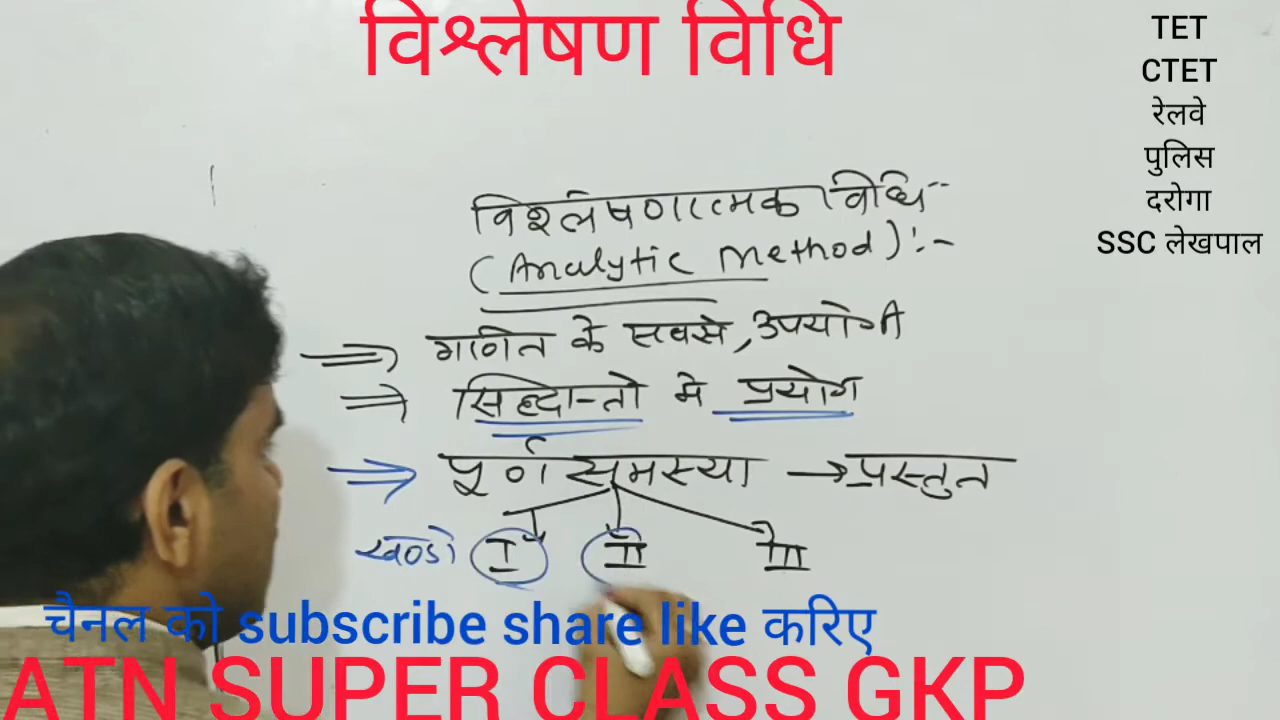 विश्लेषण विधि
TET
CTET
रेलवे
पुलिस
दरोगा
SSC लेखपाल
विश्लेषणात्मक विधि
(Analytic Method) :-
⇒ गणित के सबसे, उपयोगी
⇒ सिद्धान्तो मे प्रयोग
⇒ पूर्ण समस्या → प्रस्तुत
खण्डो I II III
चैनल को subscribe share like करिए
ATN SUPER CLASS GKP